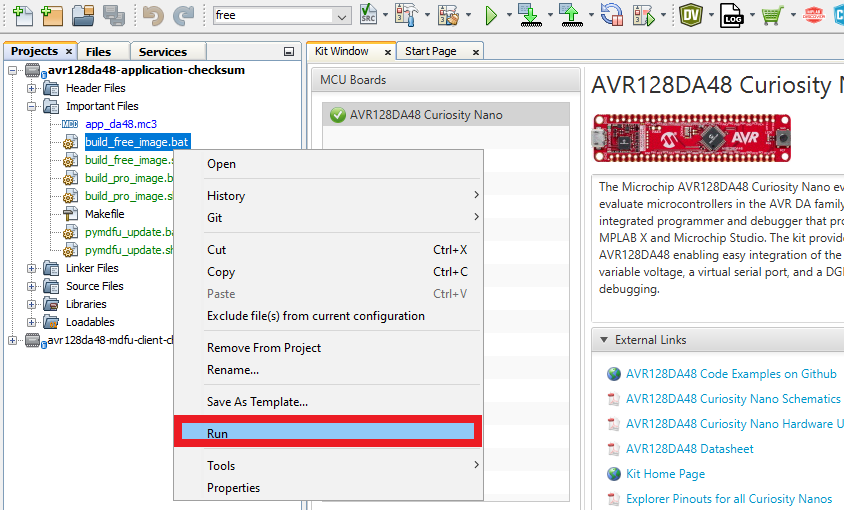 free
SRC
DV
LOG
Projects
Files
Services
Kit Window
Start Page
avr128da48-application-checksum
Header Files
Important Files
app_da48.mc3
build_free_image.bat
build_free_image.s
build_pro_image.b
build_pro_image.s
Makefile
pymdfu_update.ba
pymdfu_update.sh
Linker Files
Source Files
Libraries
Loadables
avr128da48-mdfu-client-c
Open
History
Git
Cut Ctrl+X
Copy Ctrl+C
Paste Ctrl+V
Exclude file(s) from current configuration
Remove From Project
Rename...
Save As Template...
Run
Tools
Properties
MCU Boards
AVR128DA48 Curiosity Nano
AVR128DA48 Curiosity N
AVR
The Microchip AVR128DA48 Curiosity Nano ev
evaluate microcontrollers in the AVR DA family
integrated programmer and debugger that pro
MPLAB X and Microchip Studio. The kit provide
AVR128DA48 enabling easy integration of the
variable voltage, a virtual serial port, and a DG
debugging.
External Links
AVR128DA48 Code Examples on Github
AVR128DA48 Curiosity Nano Schematics
AVR128DA48 Curiosity Nano Hardware U
AVR128DA48 Datasheet
Kit Home Page
Explorer Pinouts for all Curiosity Nanos